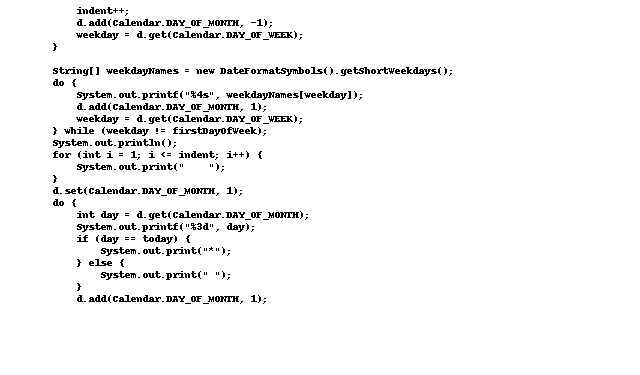 indent++;
d.add(Calendar.DAY_OF_MONTH, -1);
weekday = d.get(Calendar.DAY_OF_WEEK);
}
String[] weekdayNames = new DateFormatSymbols().getShortWeekdays();
do {
System.out.printf("%4s", weekdayNames[weekday]);
d.add(Calendar.DAY_OF_MONTH, 1);
weekday = d.get(Calendar.DAY_OF_WEEK);
} while (weekday != firstDayOfWeek);
System.out.println();
for (int i = 1; i <= indent; i++) {
System.out.print("    ");
}
d.set(Calendar.DAY_OF_MONTH, 1);
do {
int day = d.get(Calendar.DAY_OF_MONTH);
System.out.printf("%3d", day);
if (day == today) {
System.out.print("*");
} else {
System.out.print(" ");
}
d.add(Calendar.DAY_OF_MONTH, 1);